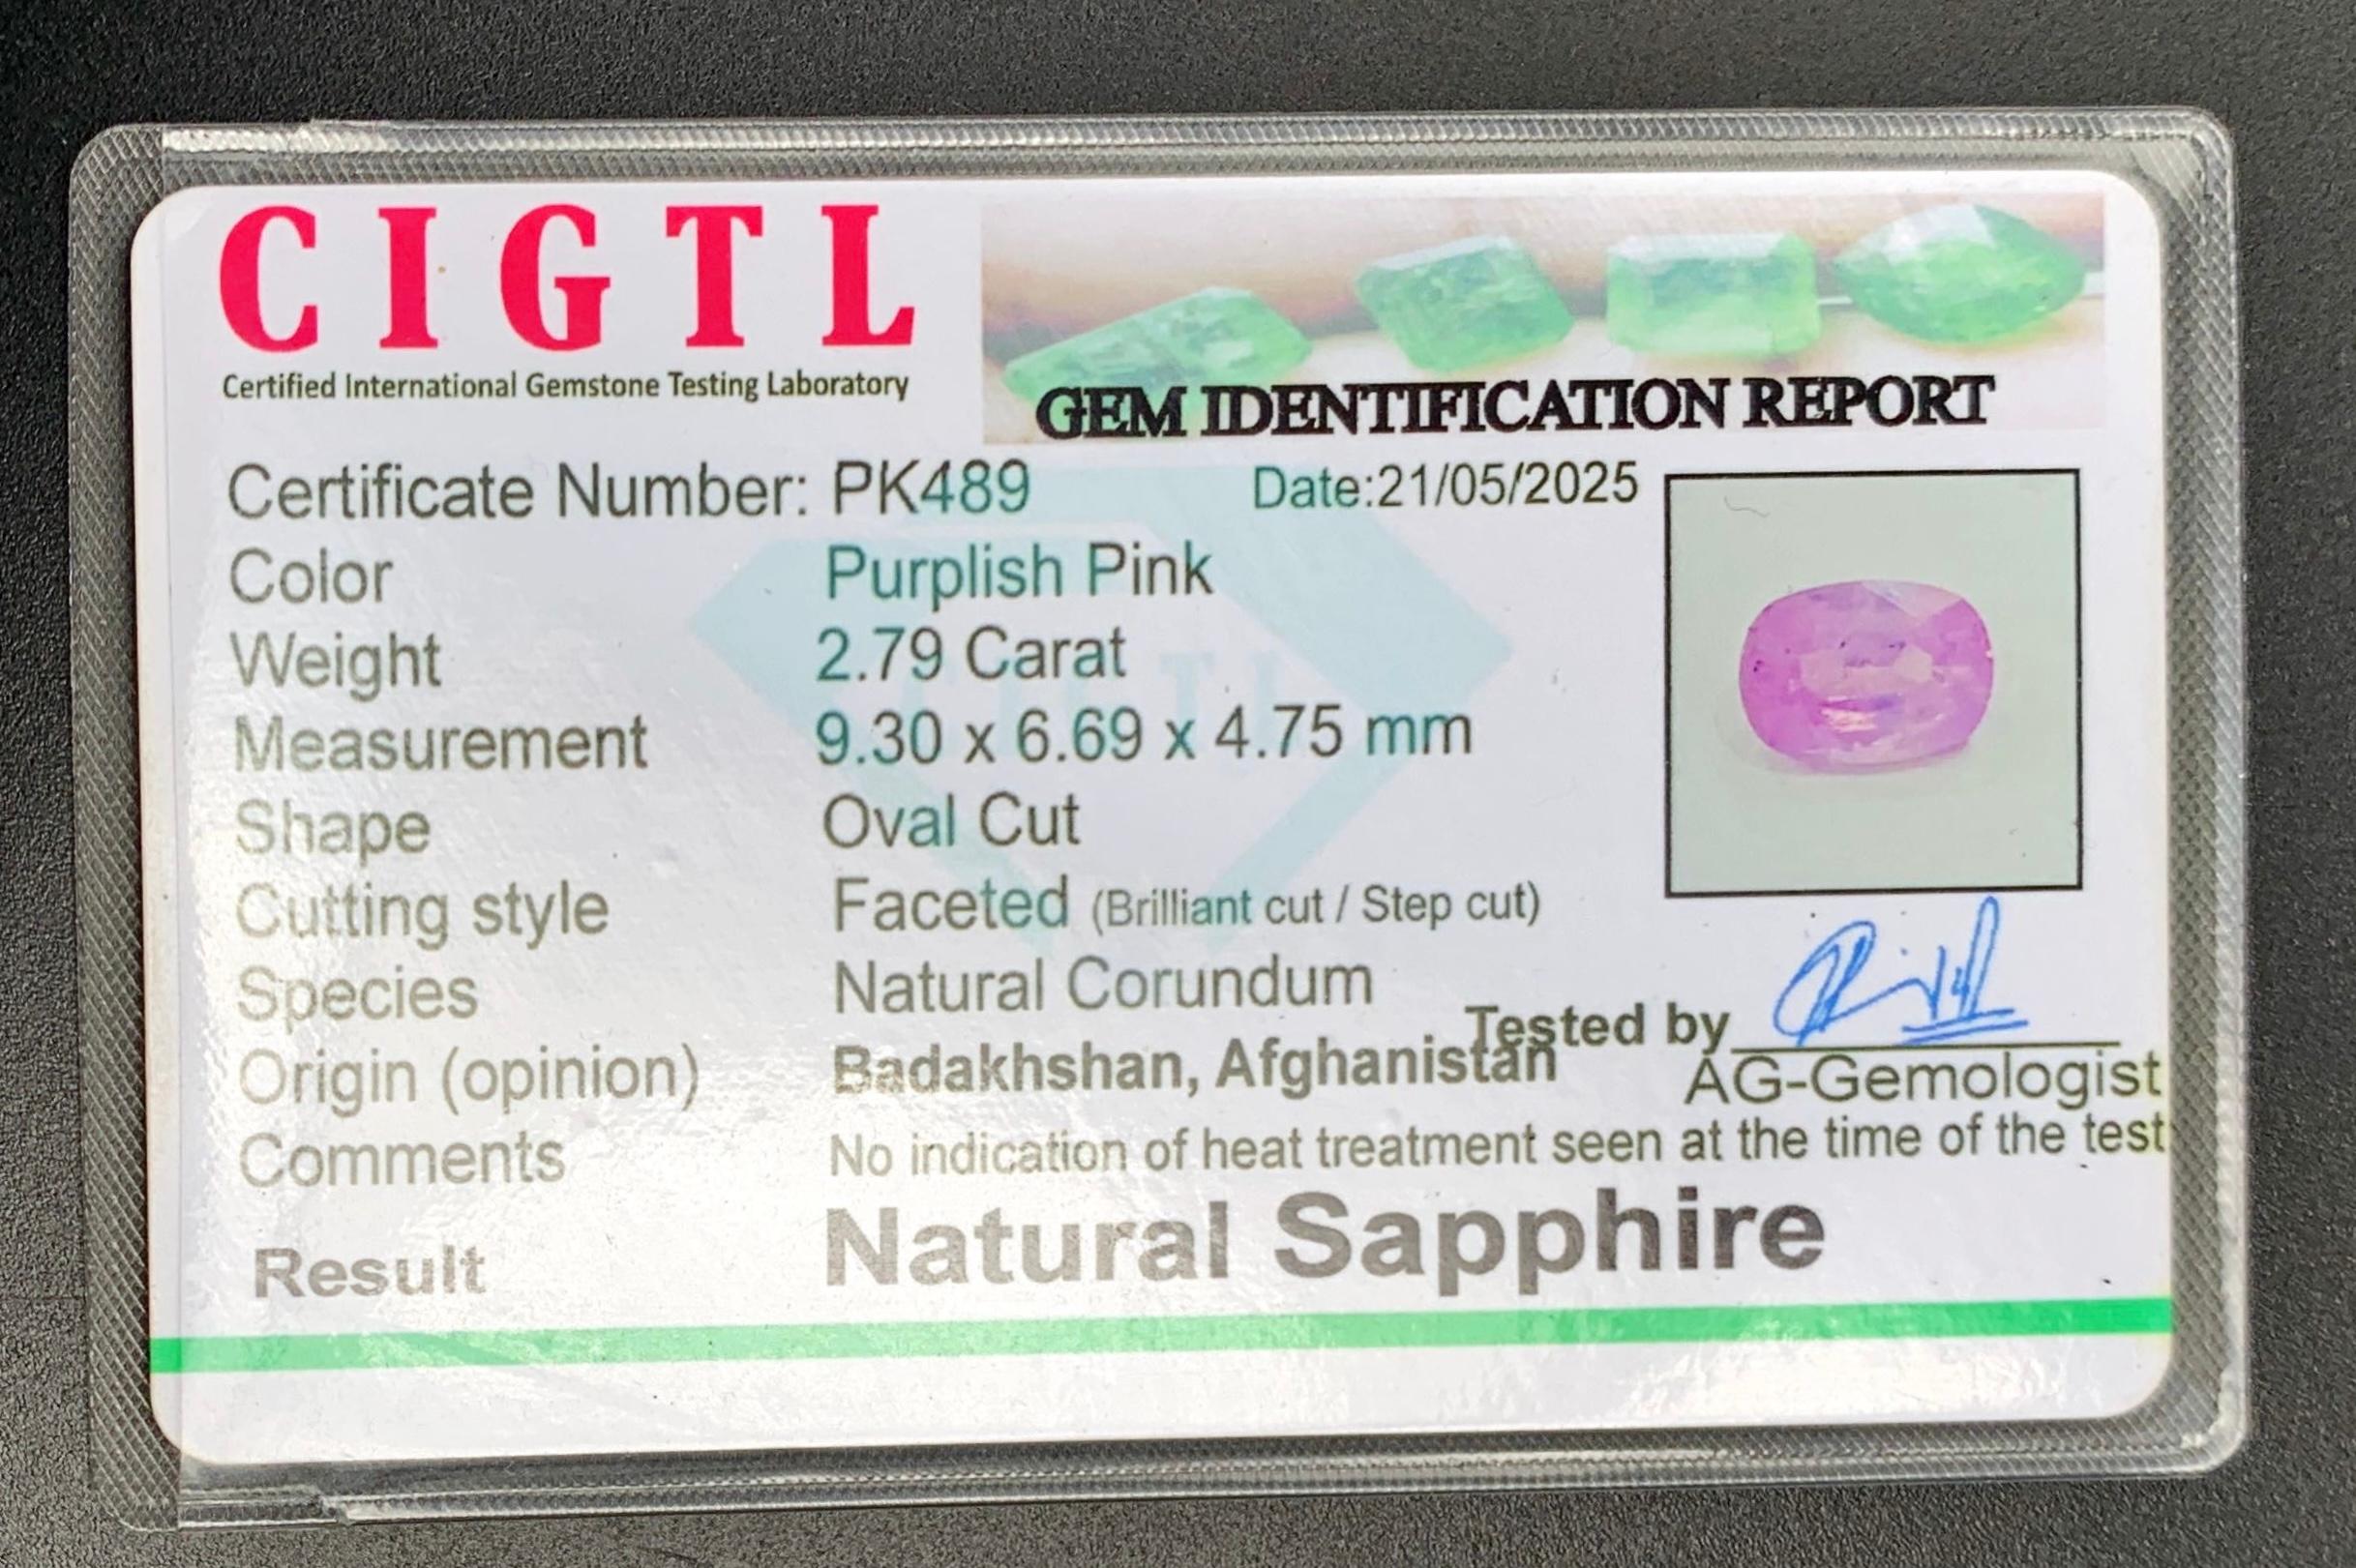 CIGTL
Certified International Gemstone Testing Laboratory
GEM IDENTIFICATION REPORT
Certificate Number: PK489 Date:21/05/2025
Color Purplish Pink
Weight 2.79 Carat
Measurement 9.30 x 6.69 x 4.75 mm
Shape Oval Cut
Cutting style Faceted (Brilliant cut / Step cut)
Species Natural Corundum
Tested by
Origin (opinion) Badakhshan, Afghanistan
AG-Gemologist
Comments No indication of heat treatment seen at the time of the test
Result Natural Sapphire